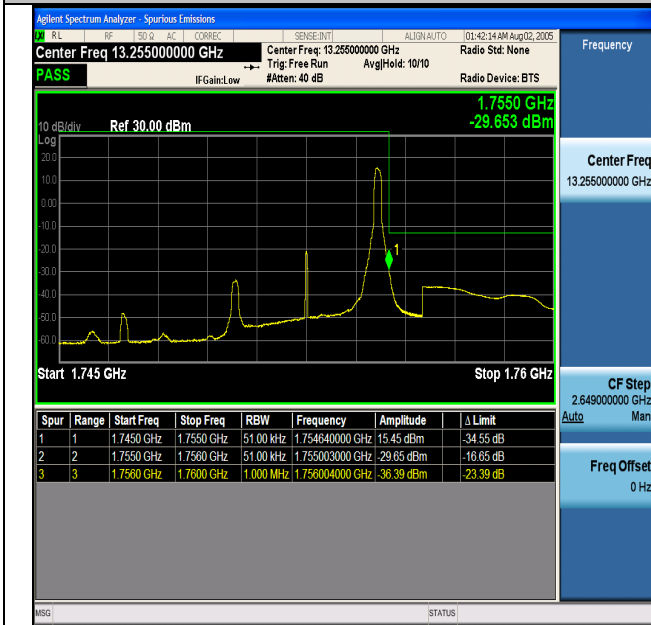 Agilent Spectrum Analyzer - Spurious Emissions
RL RF 50 Ω AC CORREC SENSE:INT ALIGN AUTO 01:42:14 AM Aug 02, 2005
Center Freq 13.255000000 GHz
Center Freq: 13.255000000 GHz
Radio Std: None
Trig: Free Run
Avg|Hold: 10/10
PASS
IFGain:Low
#Atten: 40 dB
Radio Device: BTS
1.7550 GHz
-29.653 dBm
10 dB/div
Ref 30.00 dBm
Log
20.0
10.0
0.00
-10.0
-20.0
-30.0
-40.0
-50.0
-60.0
1
Start 1.745 GHz
Stop 1.76 GHz
Spur Range Start Freq Stop Freq RBW Frequency Amplitude Δ Limit
1 1 1.7450 GHz 1.7550 GHz 51.00 kHz 1.754640000 GHz 15.45 dBm -34.55 dB
2 2 1.7550 GHz 1.7560 GHz 51.00 kHz 1.755003000 GHz -29.65 dBm -16.65 dB
3 3 1.7560 GHz 1.7600 GHz 1.000 MHz 1.756004000 GHz -36.39 dBm -23.39 dB
MSG
STATUS
Frequency
Center Freq
13.255000000 GHz
CF Step
2.649000000 GHz
Auto Man
Freq Offset
0 Hz